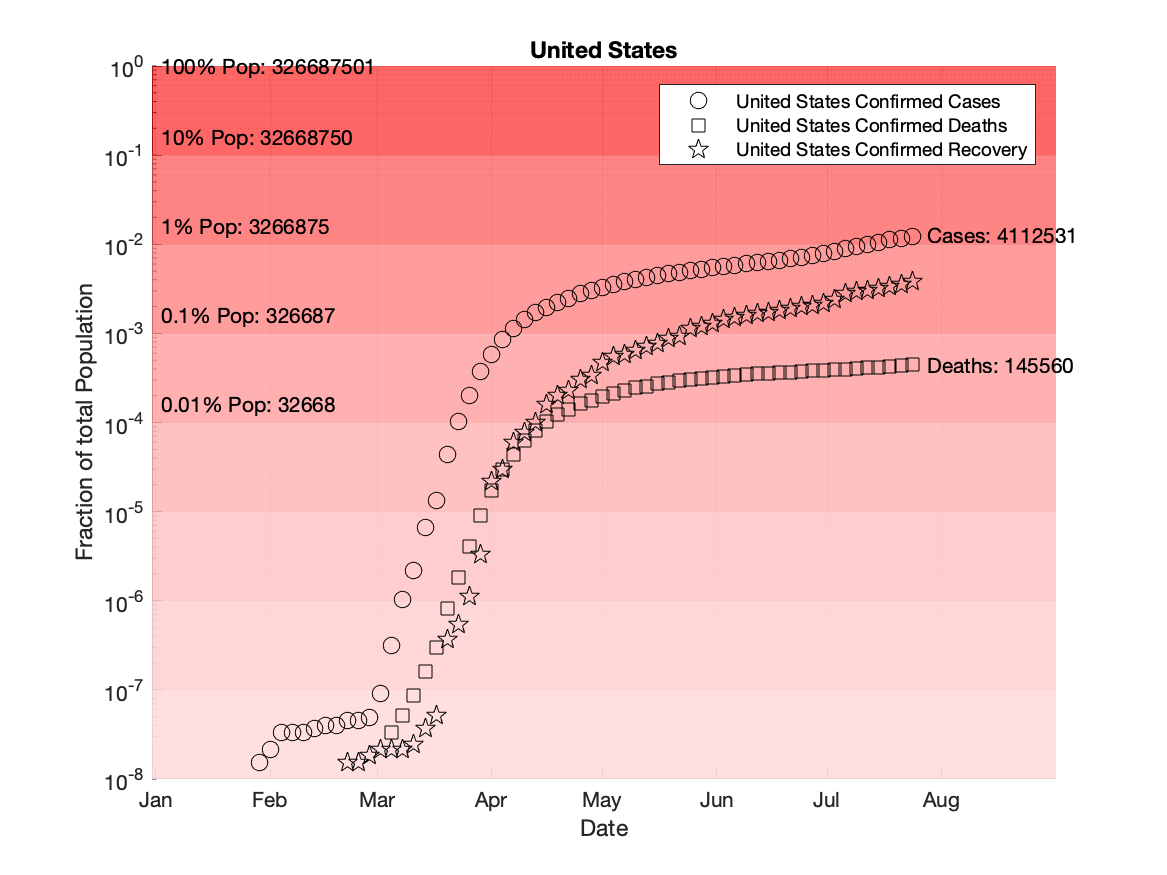 United States
10^0
100% Pop: 326687501
United States Confirmed Cases
United States Confirmed Deaths
United States Confirmed Recovery
10% Pop: 32668750
10^-1
1% Pop: 3266875
10^-2
Cases: 4112531
0.1% Pop: 326687
10^-3
Deaths: 145560
0.01% Pop: 32668
10^-4
10^-5
10^-6
10^-7
10^-8
Fraction of total Population
Jan Feb Mar Apr May Jun Jul Aug
Date